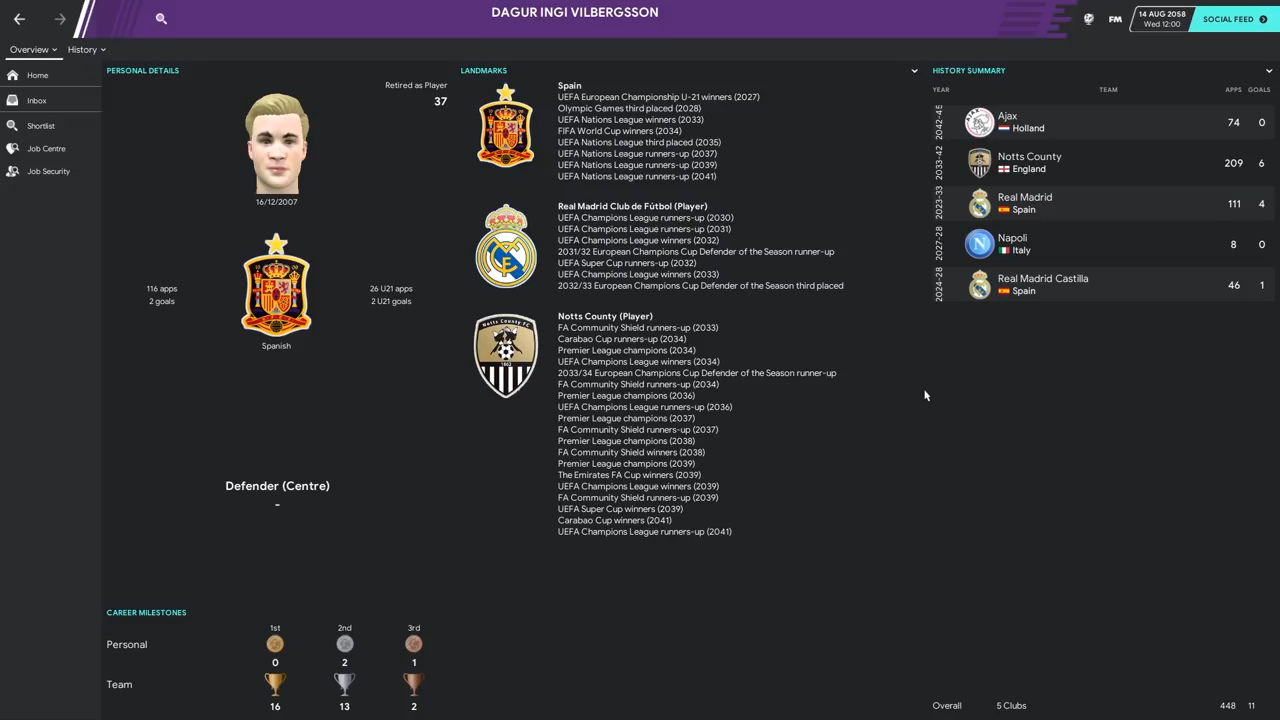 DAGUR INGI VILBERGSSON
FM
14 AUG 2058
Wed 12:00
SOCIAL FEED
Overview
History
Home
Inbox
Shortlist
Job Centre
Job Security
PERSONAL DETAILS
Retired as Player
37
16/12/2007
116 apps
2 goals
26 U21 apps
2 U21 goals
Spanish
Defender (Centre)
-
CAREER MILESTONES
1st
2nd
3rd
Personal
0
2
1
Team
16
13
2
LANDMARKS
Spain
UEFA European Championship U-21 winners (2027)
Olympic Games third placed (2028)
UEFA Nations League winners (2033)
FIFA World Cup winners (2034)
UEFA Nations League third placed (2035)
UEFA Nations League runners-up (2037)
UEFA Nations League runners-up (2039)
UEFA Nations League runners-up (2041)
Real Madrid Club de Fútbol (Player)
UEFA Champions League runners-up (2030)
UEFA Champions League runners-up (2031)
UEFA Champions League winners (2032)
2031/32 European Champions Cup Defender of the Season runner-up
UEFA Super Cup runners-up (2032)
UEFA Champions League winners (2033)
2032/33 European Champions Cup Defender of the Season third placed
Notts County FC
1862
Notts County (Player)
FA Community Shield runners-up (2033)
Carabao Cup runners-up (2034)
Premier League champions (2034)
UEFA Champions League winners (2034)
2033/34 European Champions Cup Defender of the Season runner-up
FA Community Shield runners-up (2034)
Premier League champions (2036)
UEFA Champions League runners-up (2036)
Premier League champions (2037)
FA Community Shield runners-up (2037)
Premier League champions (2038)
FA Community Shield winners (2038)
Premier League champions (2039)
The Emirates FA Cup winners (2039)
UEFA Champions League winners (2039)
FA Community Shield runners-up (2039)
UEFA Super Cup winners (2039)
Carabao Cup winners (2041)
UEFA Champions League runners-up (2041)
HISTORY SUMMARY
YEAR TEAM APPS GOALS
2042-45 Ajax Holland 74 0
2033-42 Notts County England 209 6
2023-33 Real Madrid Spain 111 4
2027-28 Napoli Italy 8 0
2024-28 Real Madrid Castilla Spain 46 1
Overall 5 Clubs 448 11